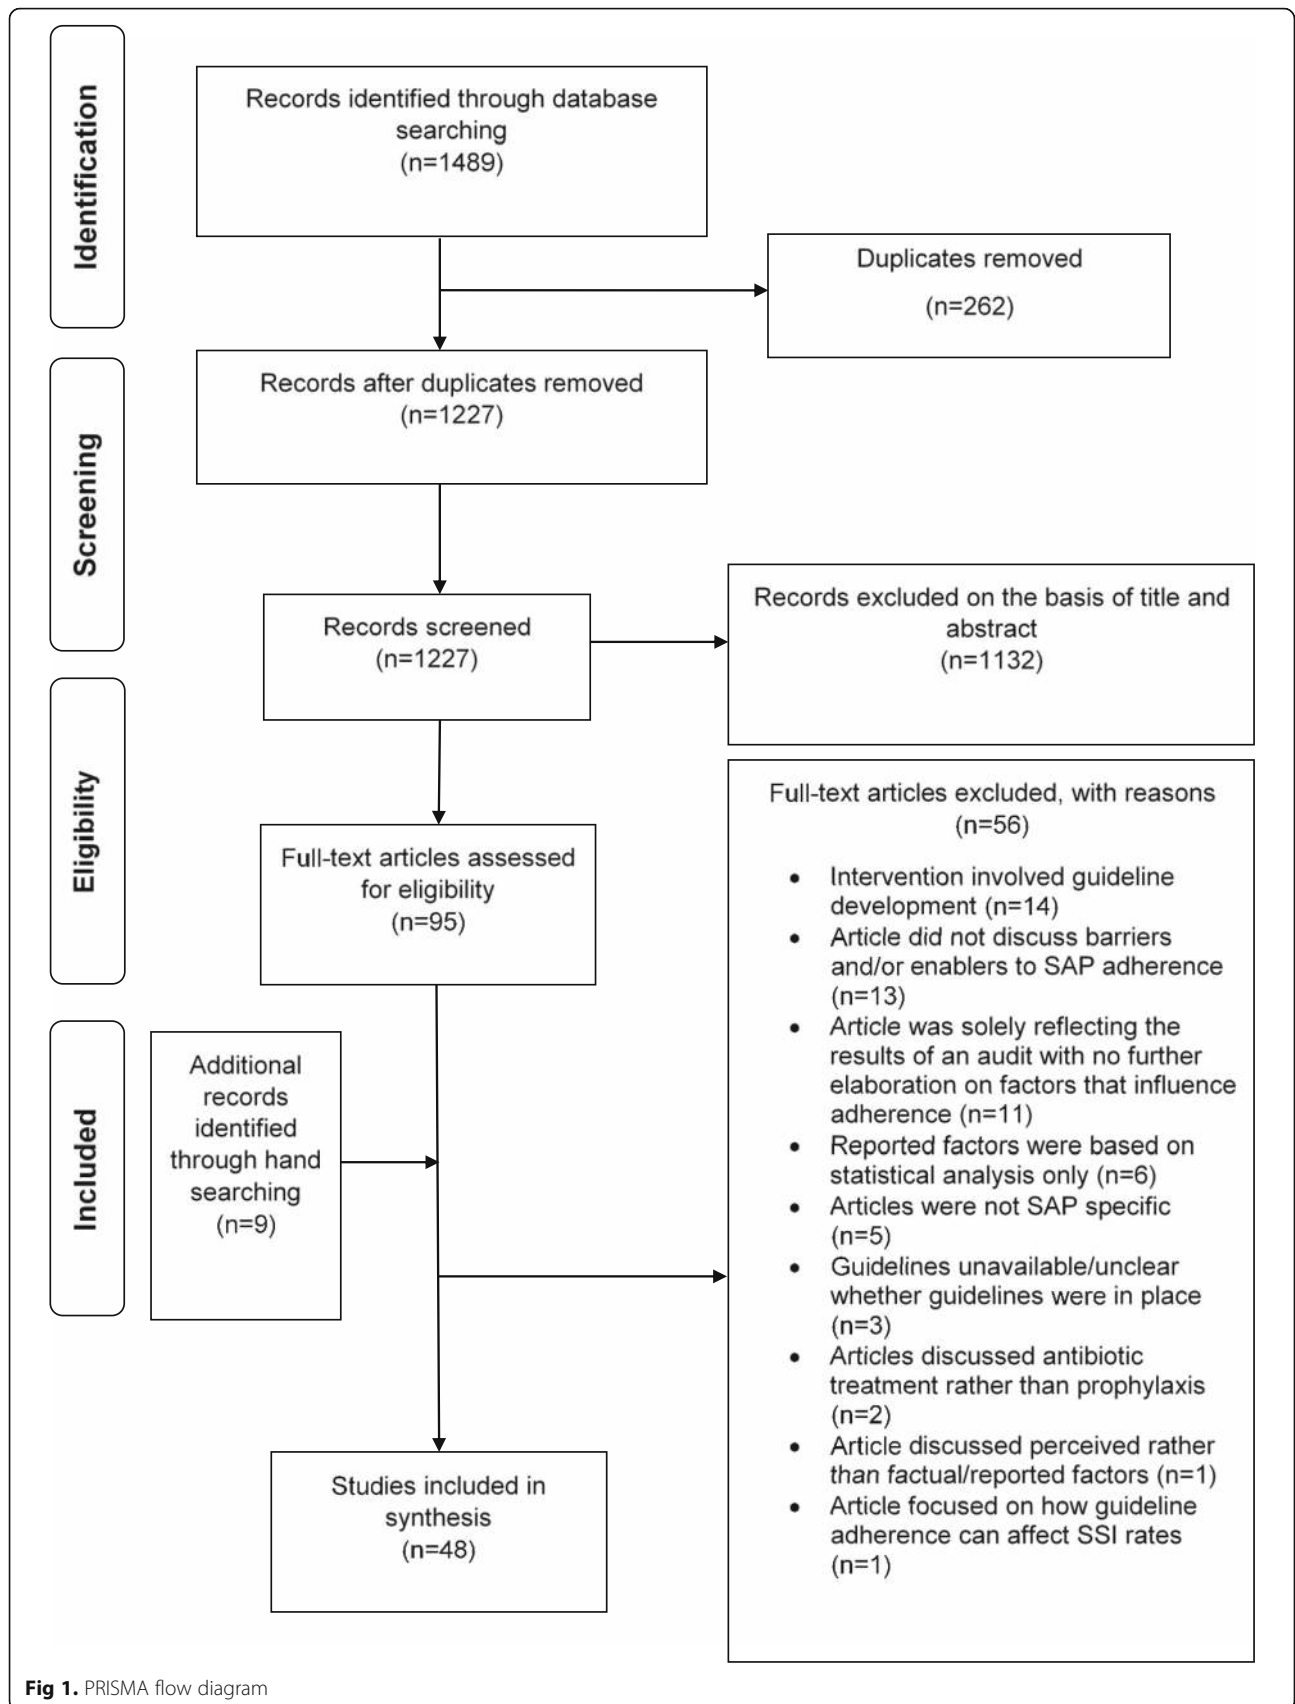 Identification
Records identified through database
searching
(n=1489)
Duplicates removed
(n=262)
Screening
Records after duplicates removed
(n=1227)
Records screened
(n=1227)
Records excluded on the basis of title and
abstract
(n=1132)
Eligibility
Full-text articles assessed
for eligibility
(n=95)
Full-text articles excluded, with reasons
(n=56)
• Intervention involved guideline
development (n=14)
• Article did not discuss barriers
and/or enablers to SAP adherence
(n=13)
• Article was solely reflecting the
results of an audit with no further
elaboration on factors that influence
adherence (n=11)
• Reported factors were based on
statistical analysis only (n=6)
• Articles were not SAP specific
(n=5)
• Guidelines unavailable/unclear
whether guidelines were in place
(n=3)
• Articles discussed antibiotic
treatment rather than prophylaxis
(n=2)
• Article discussed perceived rather
than factual/reported factors (n=1)
• Article focused on how guideline
adherence can affect SSI rates
(n=1)
Included
Additional
records
identified
through hand
searching
(n=9)
Studies included in
synthesis
(n=48)
Fig 1. PRISMA flow diagram